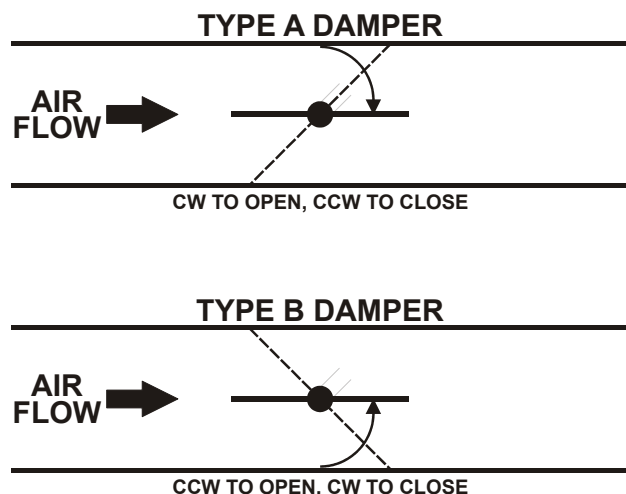 TYPE A DAMPER
AIR
FLOW
CW TO OPEN, CCW TO CLOSE
TYPE B DAMPER
AIR
FLOW
CCW TO OPEN, CW TO CLOSE